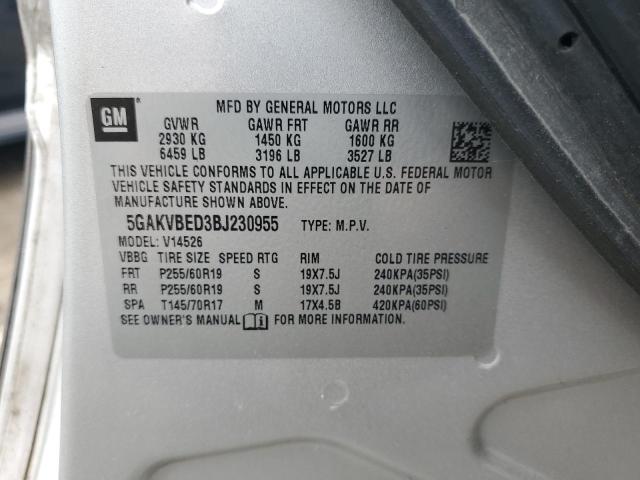 GM®
MFD BY GENERAL MOTORS LLC
GVWR GAWR FRT GAWR RR
2930 KG 1450 KG 1600 KG
6459 LB 3196 LB 3527 LB
THIS VEHICLE CONFORMS TO ALL APPLICABLE U.S. FEDERAL MOTOR
VEHICLE SAFETY STANDARDS IN EFFECT ON THE DATE OF
MANUFACTURE SHOWN ABOVE.
5GAKVBED3BJ230955 TYPE: M.P.V.
MODEL: V14526
VBBG TIRE SIZE SPEED RTG RIM COLD TIRE PRESSURE
FRT P255/60R19 S 19X7.5J 240KPA(35PSI)
RR P255/60R19 S 19X7.5J 240KPA(35PSI)
SPA T145/70R17 M 17X4.5B 420KPA(60PSI)
SEE OWNER'S MANUAL FOR MORE INFORMATION.